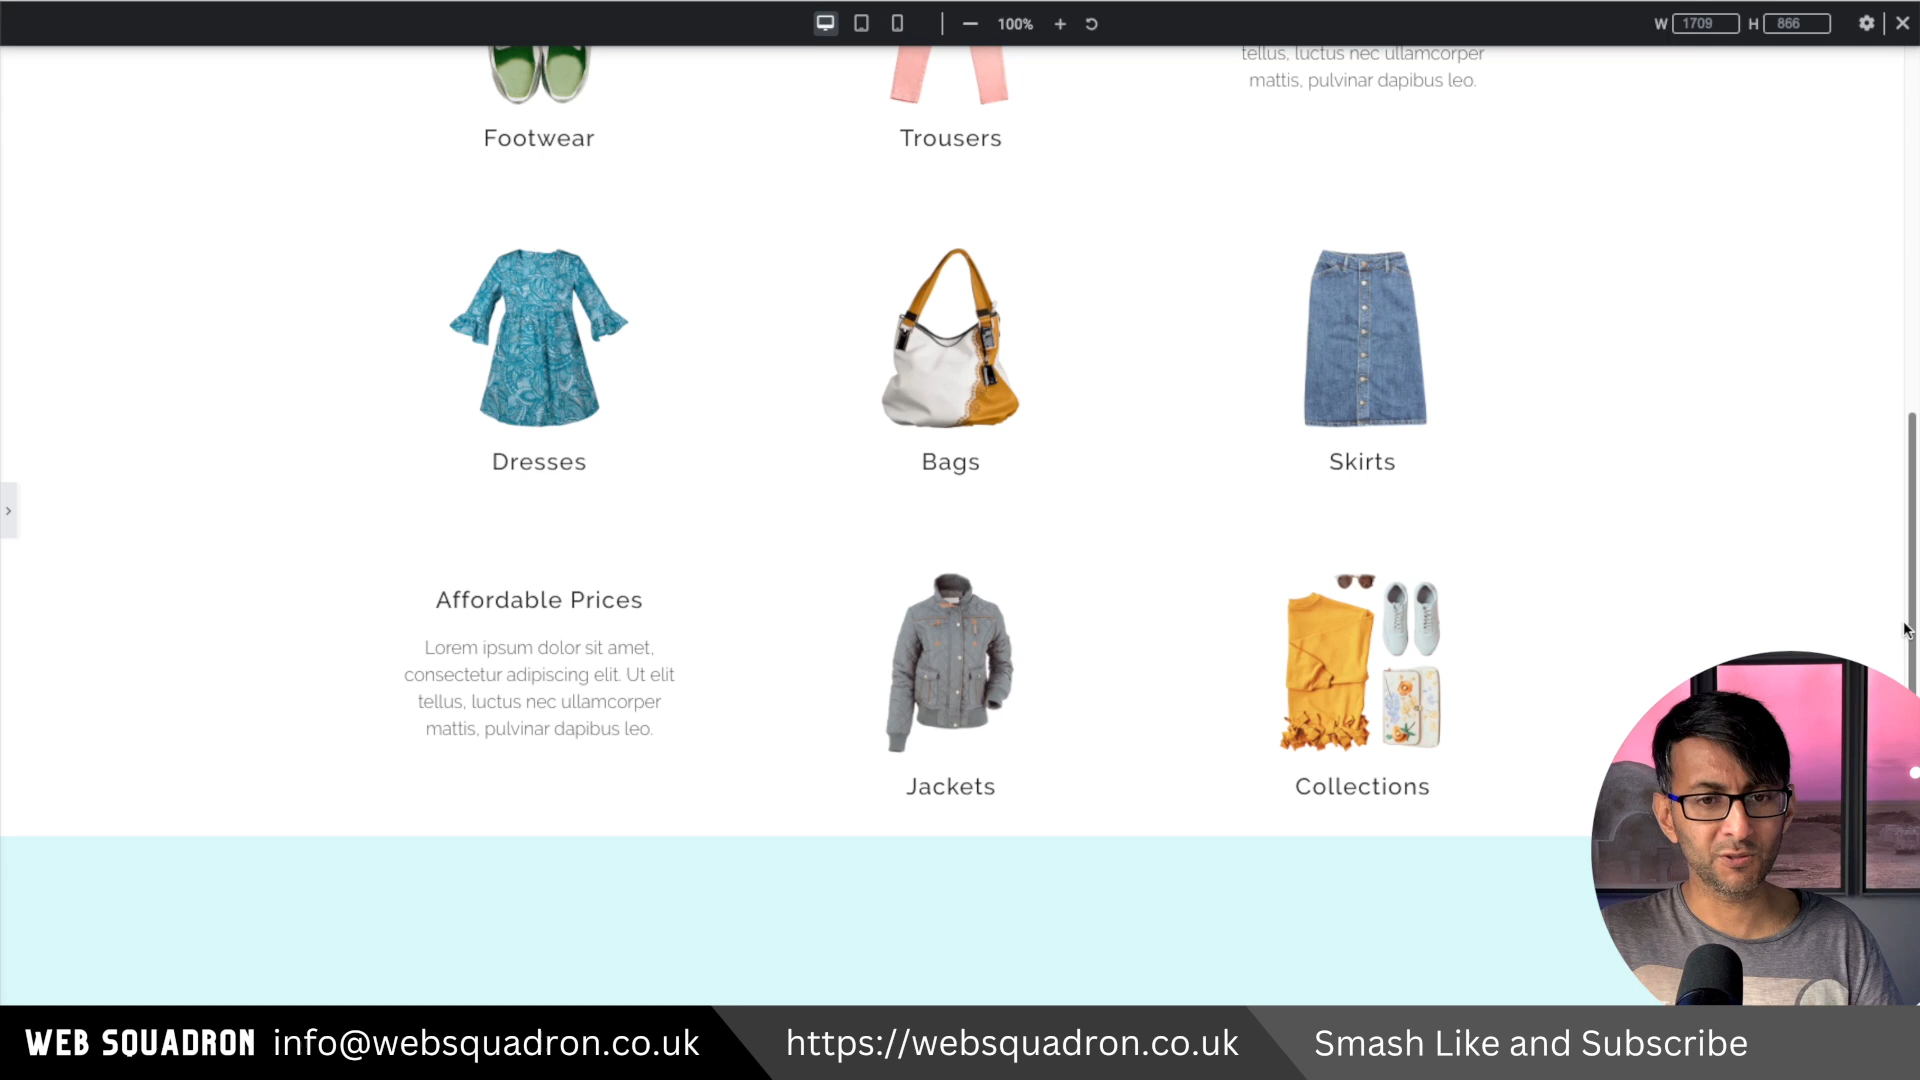 100%
W 1709 H 866
tellus, luctus nec ullamcorper
mattis, pulvinar dapibus leo.
Footwear
Trousers
Dresses
Bags
Skirts
Affordable Prices
Lorem ipsum dolor sit amet,
consectetur adipiscing elit. Ut elit
tellus, luctus nec ullamcorper
mattis, pulvinar dapibus leo.
Jackets
Collections
WEB SQUADRON info@websquadron.co.uk
https://websquadron.co.uk
Smash Like and Subscribe